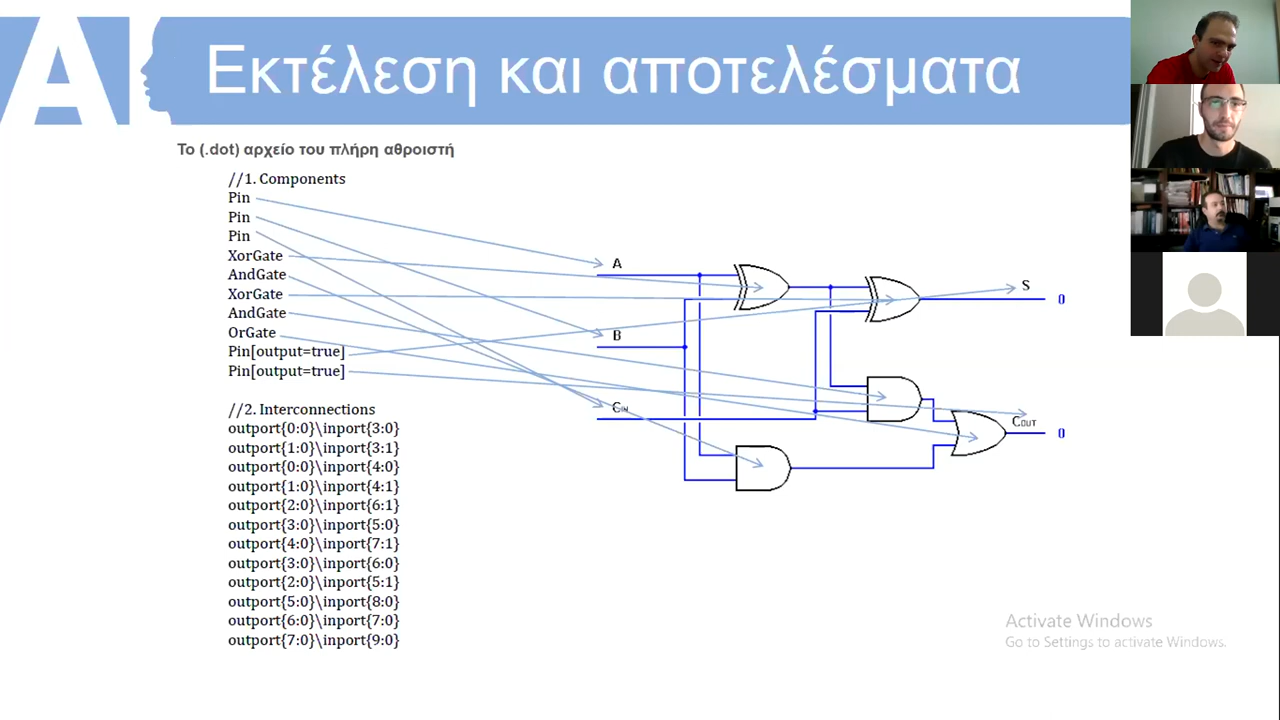 AI
Εκτέλεση και αποτελέσματα
Το (.dot) αρχείο του πλήρη αθροιστή
//1. Components
Pin
Pin
Pin
XorGate
AndGate
XorGate
AndGate
OrGate
Pin[output=true]
Pin[output=true]
//2. Interconnections
outport{0:0}\inport{3:0}
outport{1:0}\inport{3:1}
outport{0:0}\inport{4:0}
outport{1:0}\inport{4:1}
outport{2:0}\inport{6:1}
outport{3:0}\inport{5:0}
outport{4:0}\inport{7:1}
outport{3:0}\inport{6:0}
outport{2:0}\inport{5:1}
outport{5:0}\inport{8:0}
outport{6:0}\inport{7:0}
outport{7:0}\inport{9:0}
A
B
CIN
S
0
COUT
0
Activate Windows
Go to Settings to activate Windows.